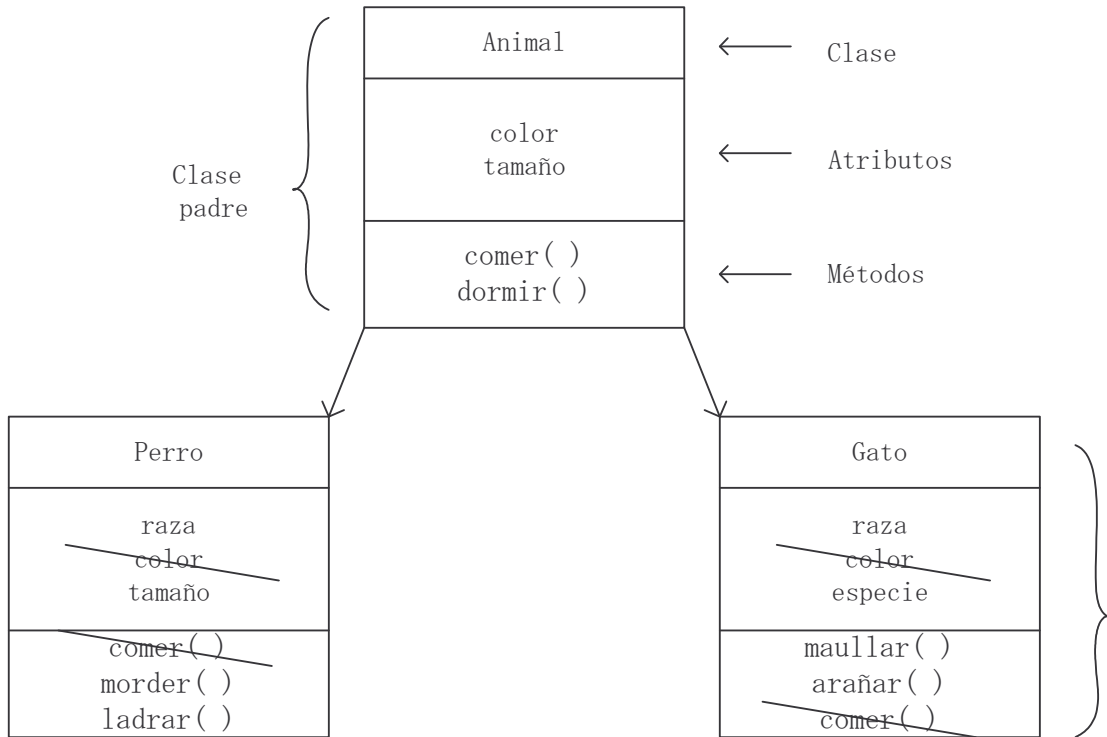 Animal
Clase
color
tamaño
Atributos
Clase
padre
comer( )
dormir( )
Métodos
Perro
raza
color
tamaño
comer( )
morder( )
ladrar( )
Gato
raza
color
especie
maullar( )
arañar( )
comer( )